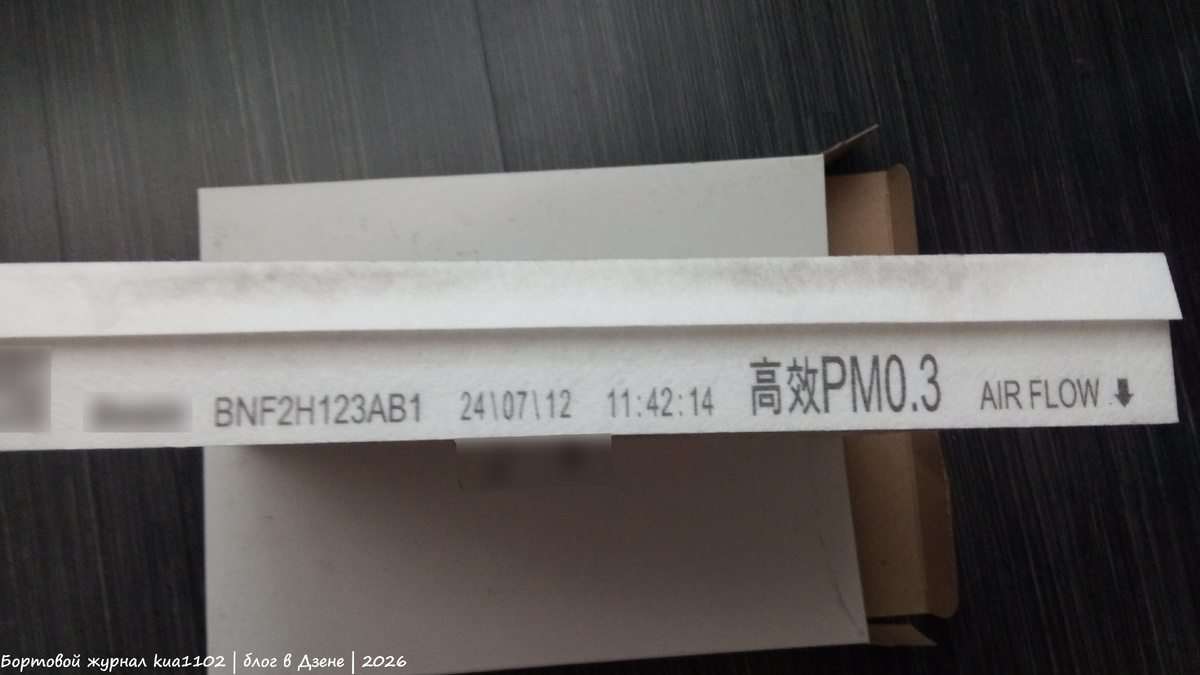 BNF2H123AB1 24\07\12 11:42:14 高效PM0.3 AIR FLOW
Бортовой журнал kua1102 | блог в Дзене | 2026